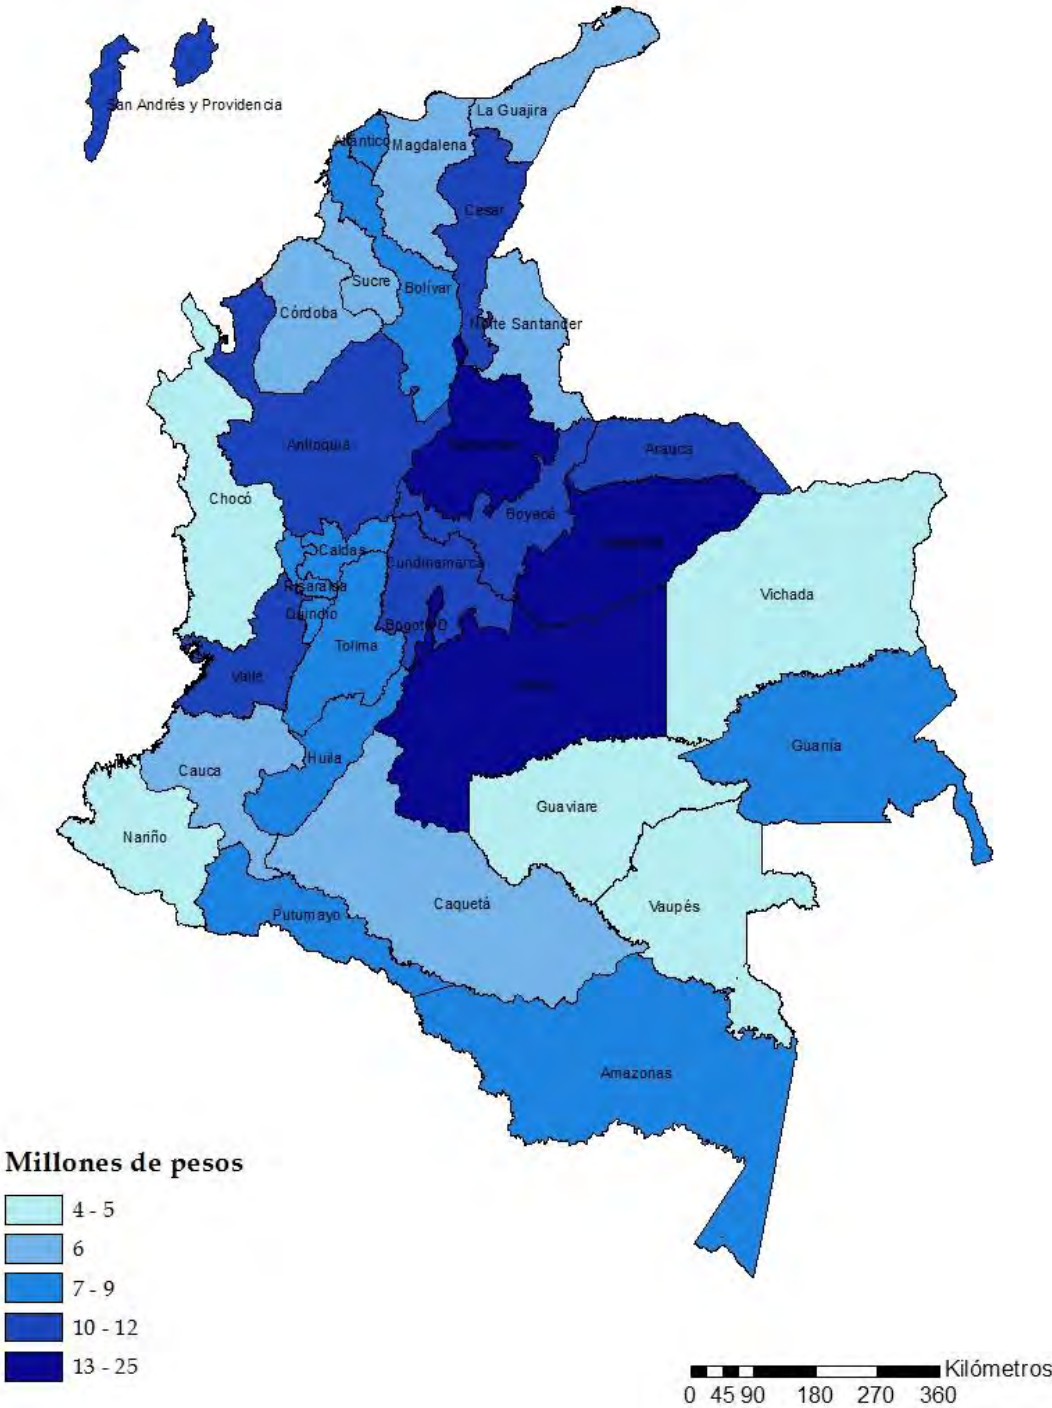 San Andrés y Providencia
La Guajira
Atlántico
Magdalena
Cesar
Sucre
Bolívar
Córdoba
Norte Santander
Antioquia
Santander
Arauca
Chocó
Boyacá
Caldas
Cundinamarca
Risaralda
Vichada
Quindío
Bogotá D
Tolima
Valle
Meta
Guanía
Huila
Cauca
Guaviare
Nariño
Caquetá
Vaupés
Putumayo
Amazonas
Millones de pesos
4 - 5
6
7 - 9
10 - 12
13 - 25
Kilómetros
0 45 90 180 270 360